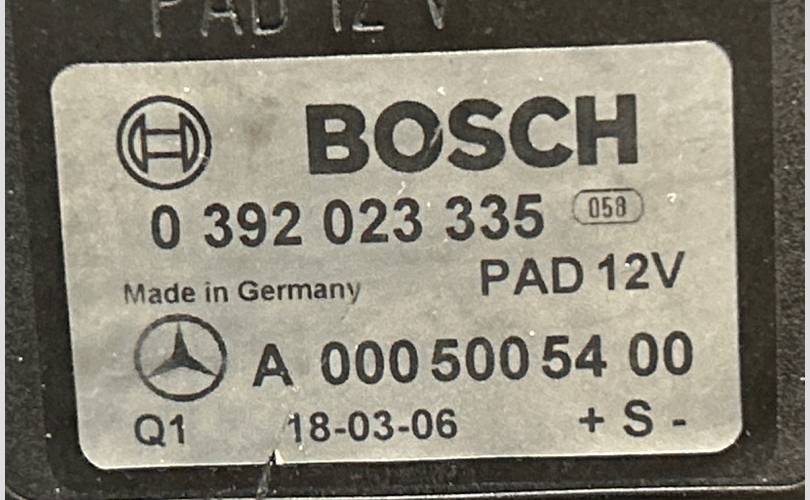 PAD 12 V
BOSCH
0 392 023 335 058
Made in Germany PAD 12V
A 000 500 54 00
Q1 18-03-06 + S -